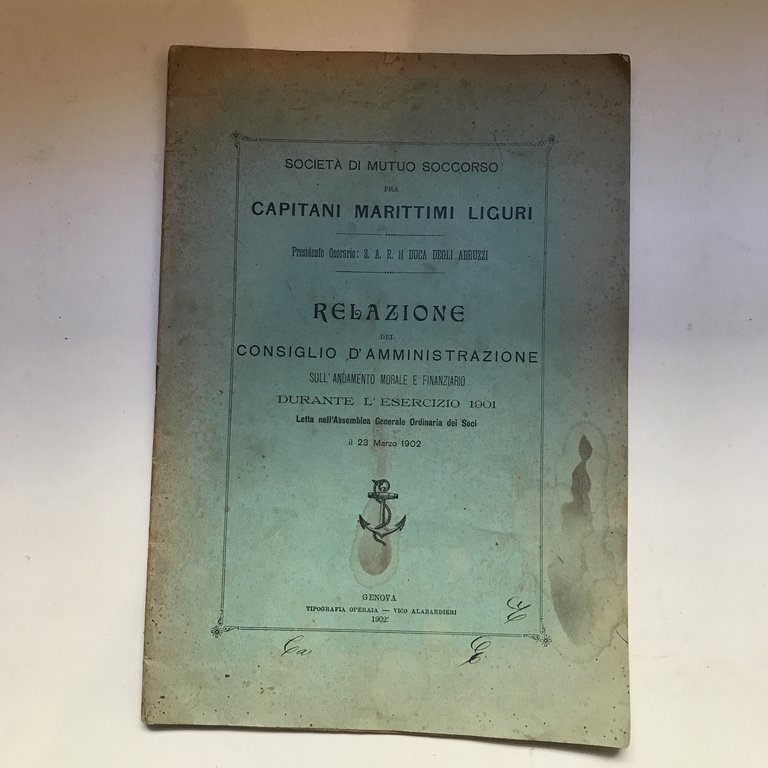 SOCIETÀ DI MUTUO SOCCORSO
FRA
CAPITANI MARITTIMI LIGURI
Presidente Onorario: S. A. R. il DUCA DEGLI ABRUZZI
RELAZIONE
DEL
CONSIGLIO D'AMMINISTRAZIONE
SULL'ANDAMENTO MORALE E FINANZIARIO
DURANTE L'ESERCIZIO 1901
Letta nell'Assemblea Generale Ordinaria dei Soci
il 23 Marzo 1902
GENOVA
TIPOGRAFIA OPERAIA — VICO ALABARDIERI
1902